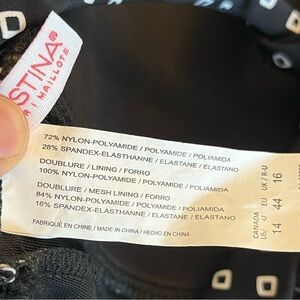 STINA®
MAILLOTS
72% NYLON-POLYAMIDE / POLYAMIDE / POLIAMIDA
28% SPANDEX-ELASTHANNE / ELASTANE / ELASTANO
DOUBLURE / LINING / FORRO
100% NYLON-POLYAMIDE / POLYAMIDE / POLIAMIDA
DOUBLURE / MESH LINING / FORRO
84% NYLON-POLYAMIDE / POLYAMIDE / POLIAMIDA
16% SPANDEX-ELASTHANNE / ELASTANE / ELASTANO
FABRIQUÉ EN CHINE / MADE IN CHINA / HECHO EN CHINA
CANADA US-U EU UK/R-U
14 44 16